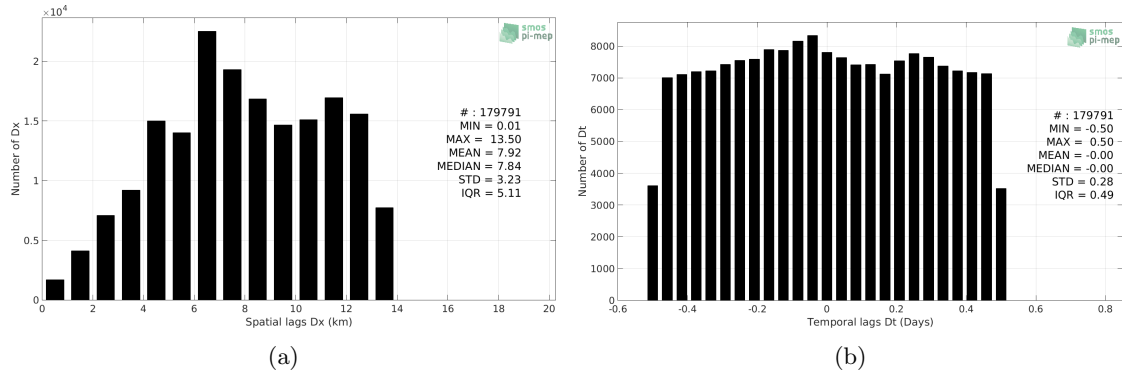 ×10⁴
2
1.5
1
0.5
0
Number of Dx
0 2 4 6 8 10 12 14 16 18 20
Spatial lags Dx (km)
smos
pi-mep
# : 179791
MIN = 0.01
MAX = 13.50
MEAN = 7.92
MEDIAN = 7.84
STD = 3.23
IQR = 5.11
(a)
8000
7000
6000
5000
4000
3000
2000
1000
0
Number of Dt
-0.6 -0.4 -0.2 0 0.2 0.4 0.6 0.8
Temporal lags Dt (Days)
smos
pi-mep
# : 179791
MIN = -0.50
MAX = 0.50
MEAN = -0.00
MEDIAN = -0.00
STD = 0.28
IQR = 0.49
(b)